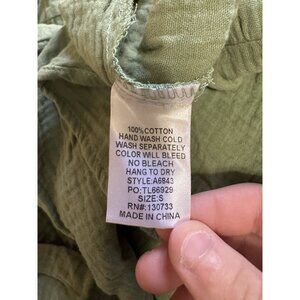 100%COTTON
HAND WASH COLD
WASH SEPARATELY
COLOR WILL BLEED
NO BLEACH
HANG TO DRY
STYLE:A6843
PO:TL66929
SIZE:S
RN#:130733
MADE IN CHINA